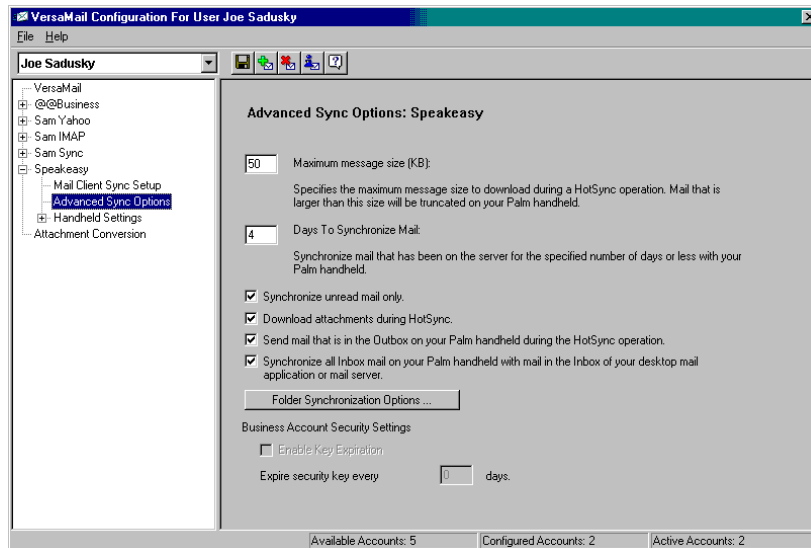 VersaMail Configuration For User Joe Sadusky
File Help
Joe Sadusky
VersaMail
@@Business
Sam Yahoo
Sam IMAP
Sam Sync
Speakeasy
Mail Client Sync Setup
Advanced Sync Options
Handheld Settings
Attachment Conversion
Advanced Sync Options: Speakeasy
50 Maximum message size (KB):
Specifies the maximum message size to download during a HotSync operation. Mail that is
larger than this size will be truncated on your Palm handheld.
4 Days To Synchronize Mail:
Synchronize mail that has been on the server for the specified number of days or less with your
Palm handheld.
Synchronize unread mail only.
Download attachments during HotSync.
Send mail that is in the Outbox on your Palm handheld during the HotSync operation.
Synchronize all Inbox mail on your Palm handheld with mail in the Inbox of your desktop mail
application or mail server.
Folder Synchronization Options ...
Business Account Security Settings
Enable Key Expiration
Expire security key every 0 days.
Available Accounts: 5 Configured Accounts: 2 Active Accounts: 2